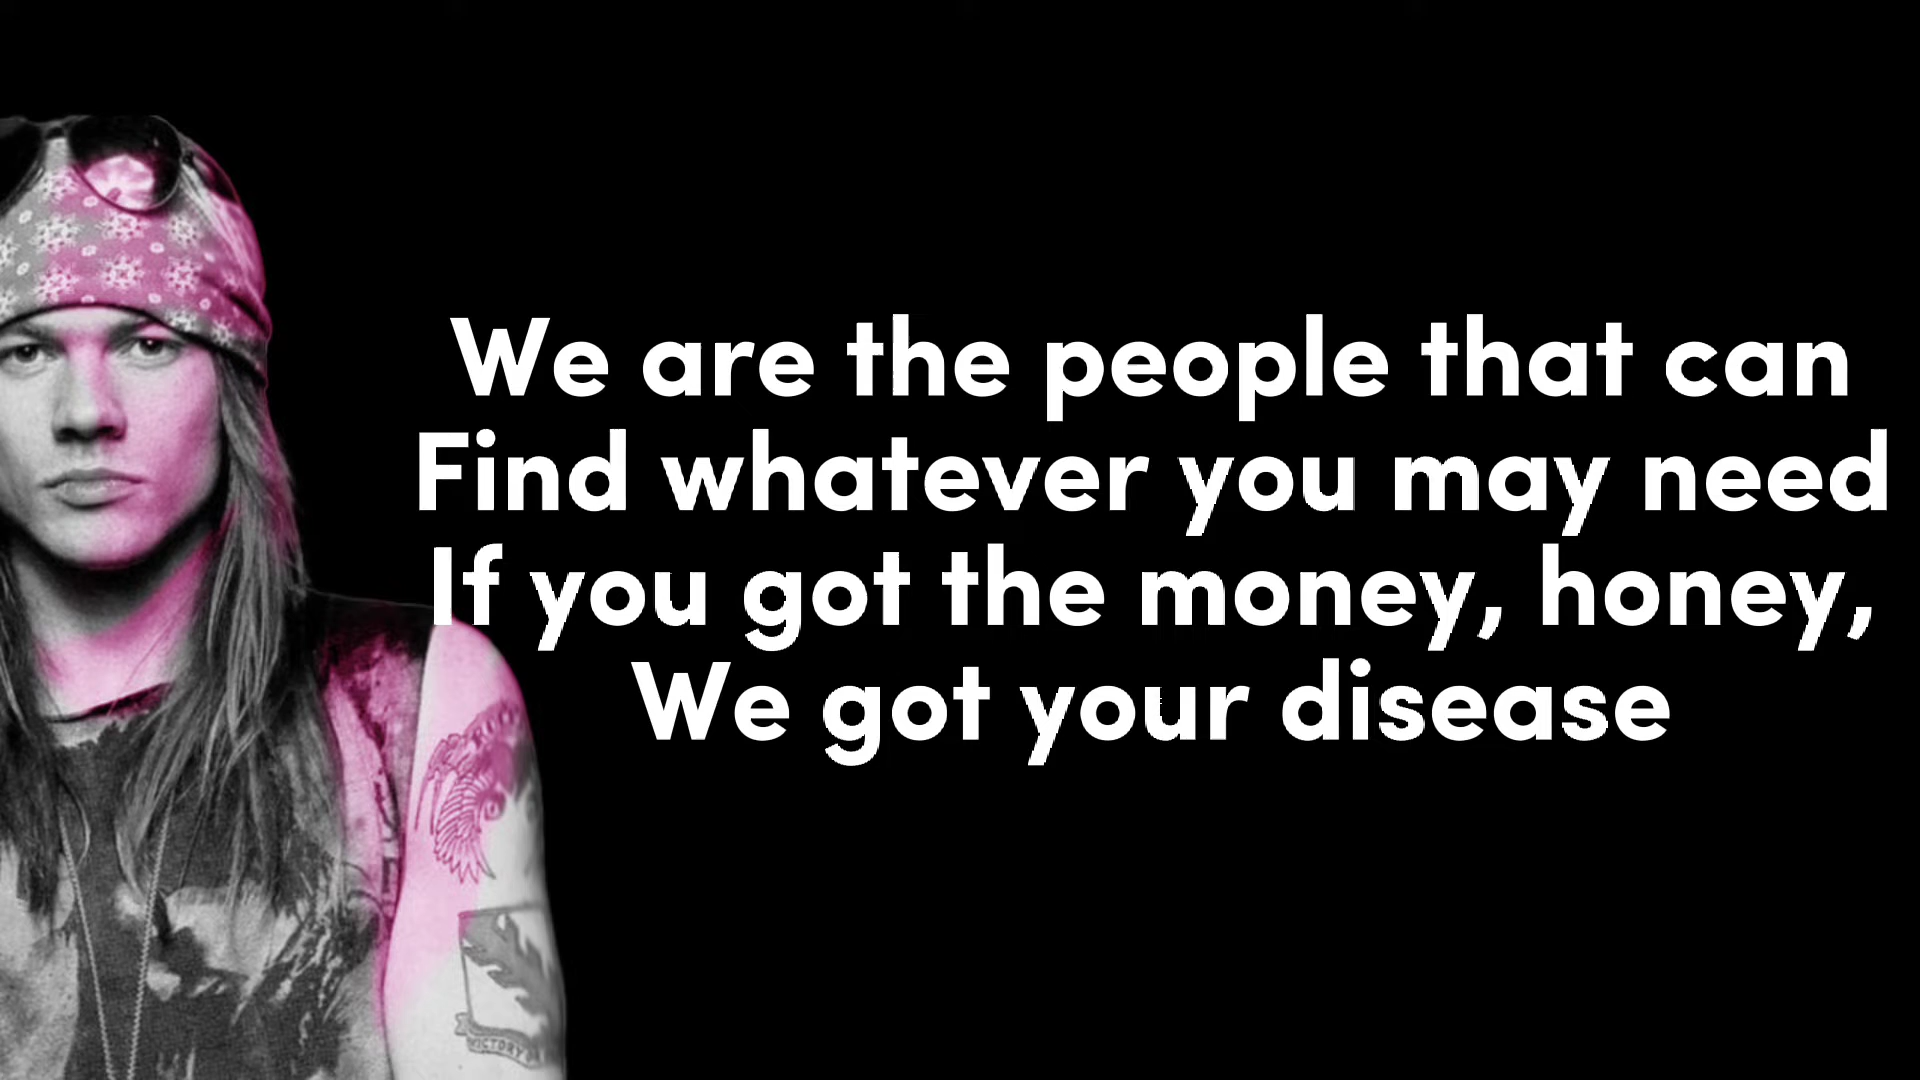 We are the people that can
Find whatever you may need
If you got the money, honey,
We got your disease
VICTORY